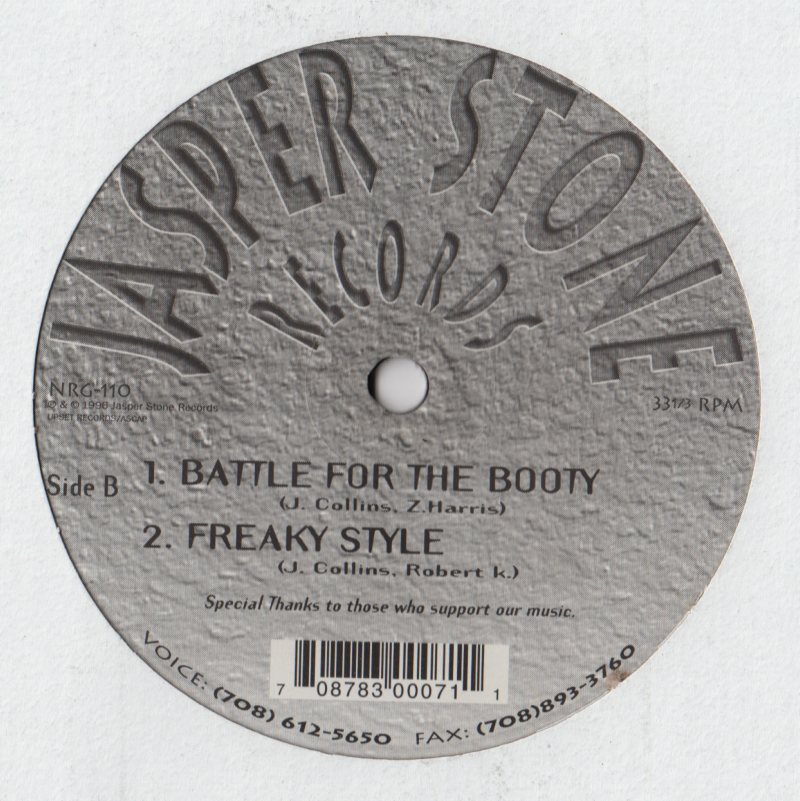 JASPER STONE
RECORDS
NRG-110
℗ & © 1996 Jasper Stone Records
UPSET RECORDS/ASCAP
33 1/3 RPM
Side B
1. BATTLE FOR THE BOOTY
(J. Collins, Z.Harris)
2. FREAKY STYLE
(J. Collins, Robert k.)
Special Thanks to those who support our music.
7 08783 00071 1
VOICE: (708) 612-5650 FAX: (708)893-3760